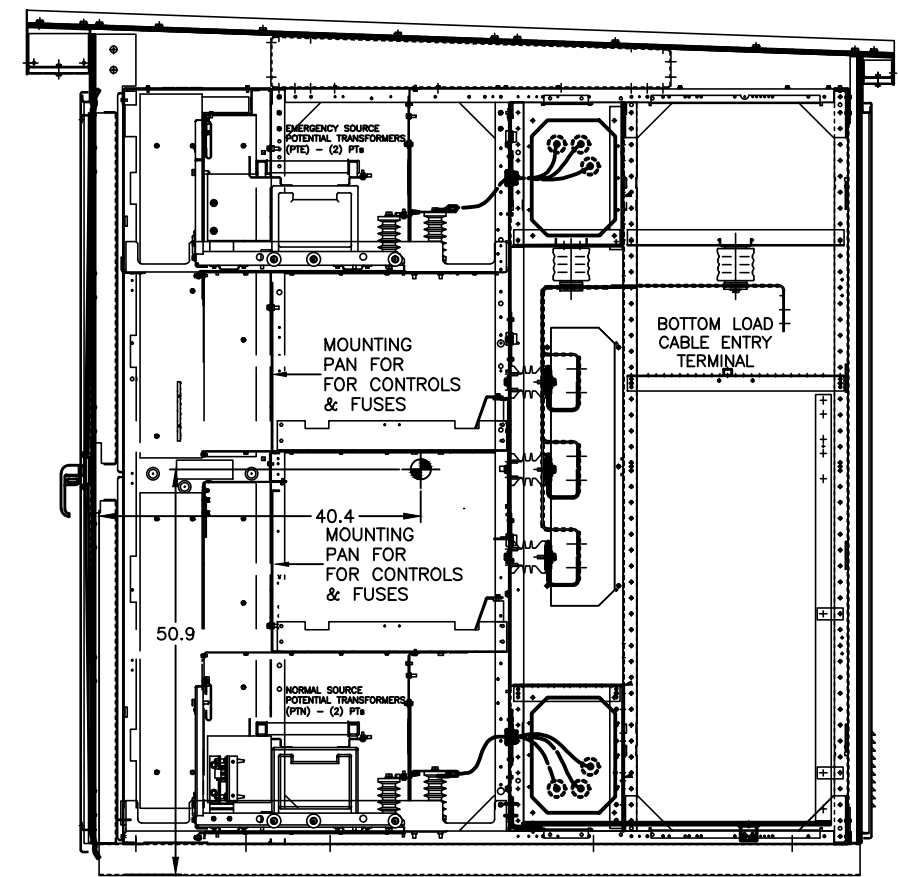 EMERGENCY SOURCE
POTENTIAL TRANSFORMERS
(PTE) – (2) PTs
BOTTOM LOAD
CABLE ENTRY
TERMINAL
MOUNTING
PAN FOR
FOR CONTROLS
& FUSES
40.4
MOUNTING
PAN FOR
FOR CONTROLS
& FUSES
50.9
NORMAL SOURCE
POTENTIAL TRANSFORMERS
(PTN) – (2) PTs